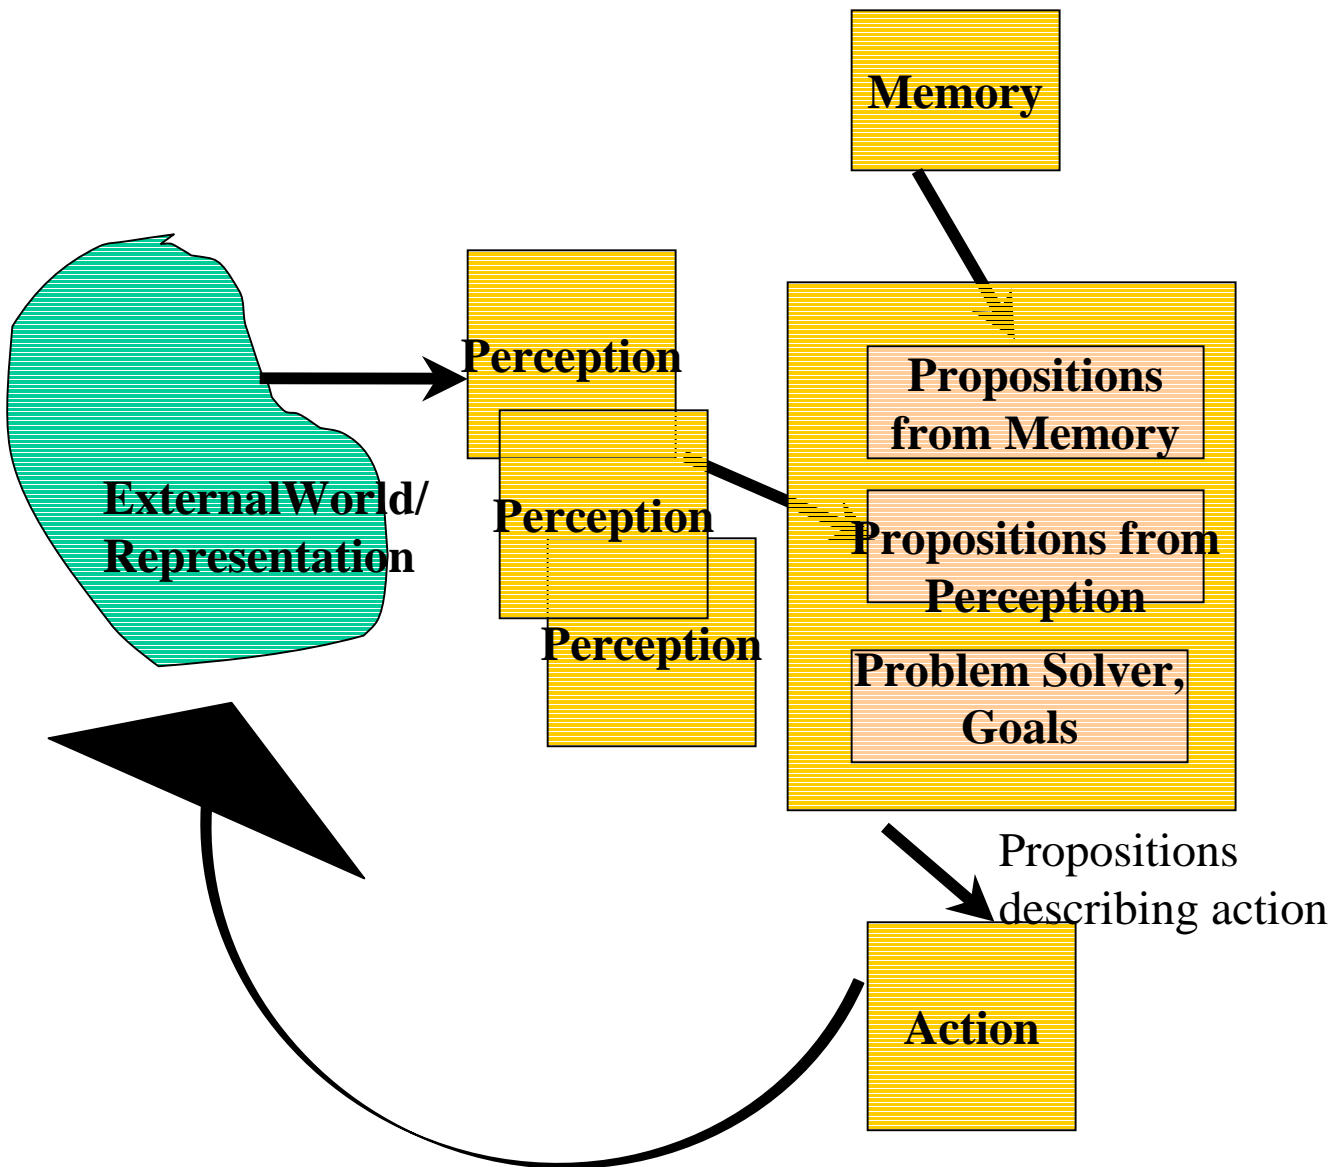 Memory
Perception
Propositions
from Memory
ExternalWorld/
Representation
Perception
Propositions from
Perception
Perception
Problem Solver,
Goals
Propositions
describing action
Action